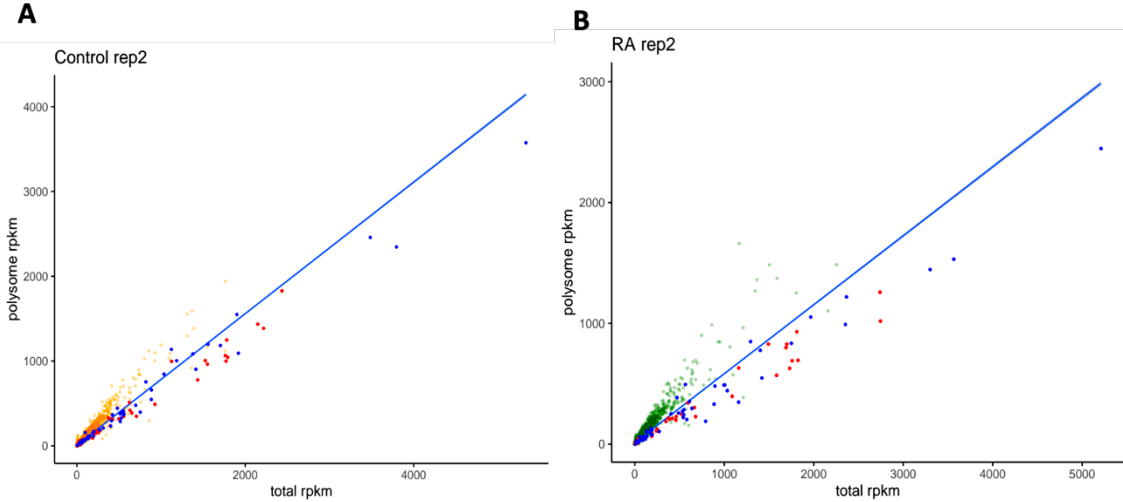 A
Control rep2
4000
3000
2000
1000
0
0 2000 4000
total rpkm
polysome rpkm
B
RA rep2
3000
2000
1000
0
0 1000 2000 3000 4000 5000
total rpkm
polysome rpkm